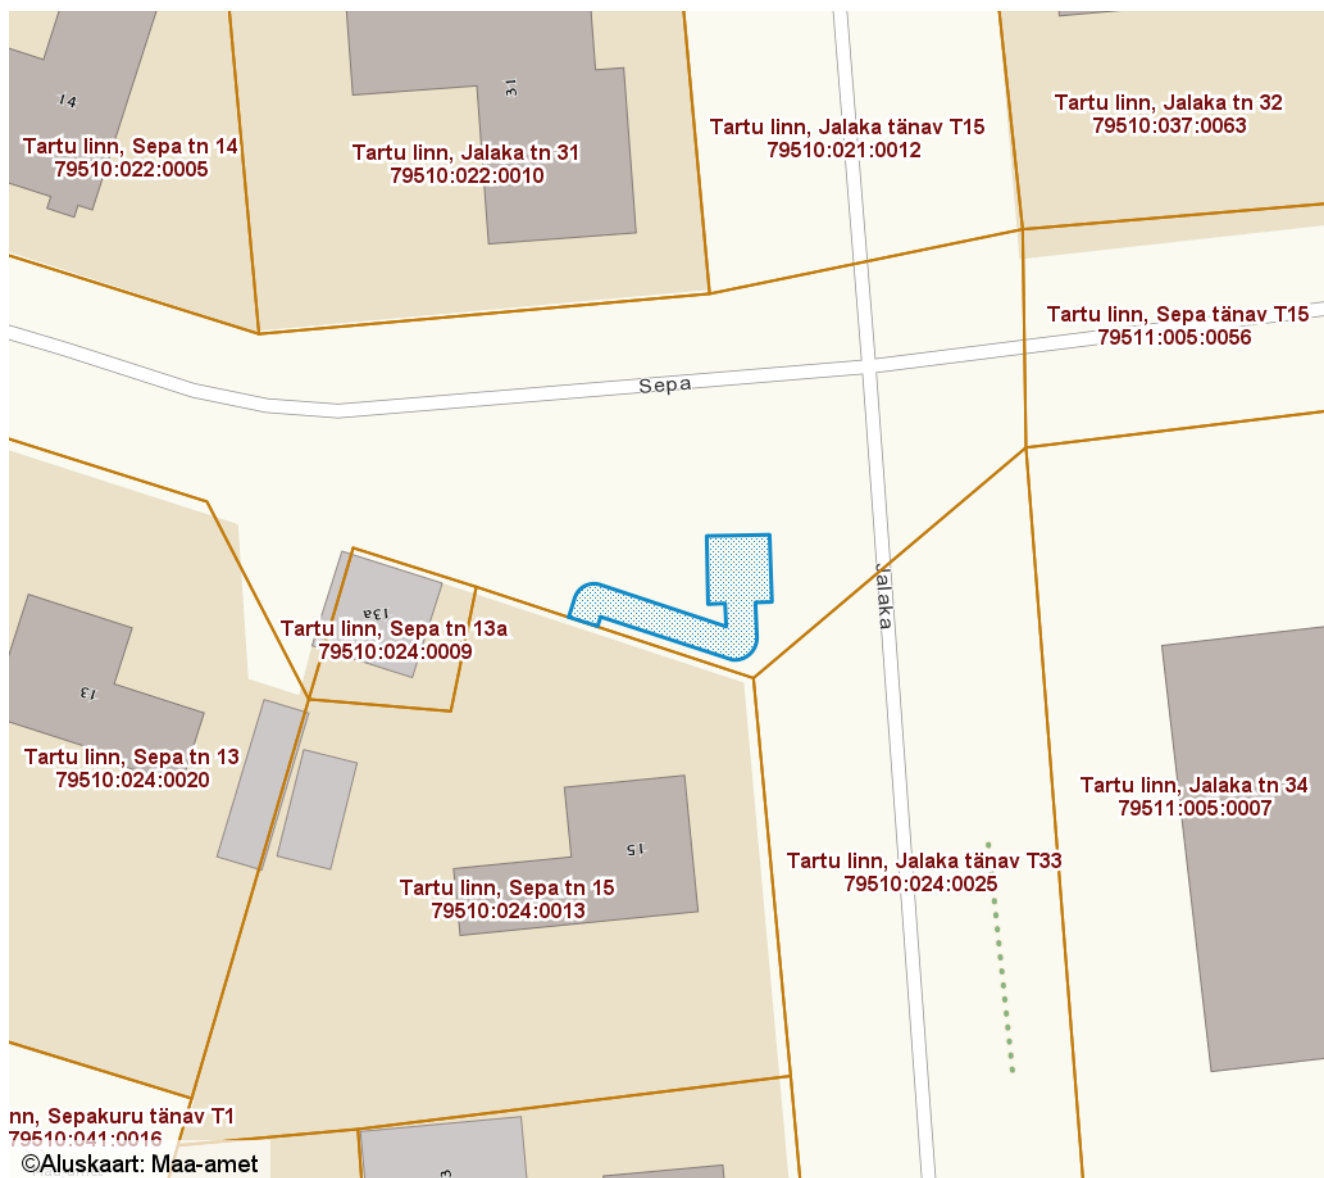 14
Tartu linn, Sepa tn 14
79510:022:0005
31
Tartu linn, Jalaka tn 31
79510:022:0010
Tartu linn, Jalaka tänav T15
79510:021:0012
Tartu linn, Jalaka tn 32
79510:037:0063
Tartu linn, Sepa tänav T15
79511:005:0056
Sepa
Jalaka
13a
Tartu linn, Sepa tn 13a
79510:024:0009
13
Tartu linn, Sepa tn 13
79510:024:0020
Tartu linn, Jalaka tn 34
79511:005:0007
15
Tartu linn, Sepa tn 15
79510:024:0013
Tartu linn, Jalaka tänav T33
79510:024:0025
nn, Sepakuru tänav T1
79510:041:0016
3
©Aluskaart: Maa-amet